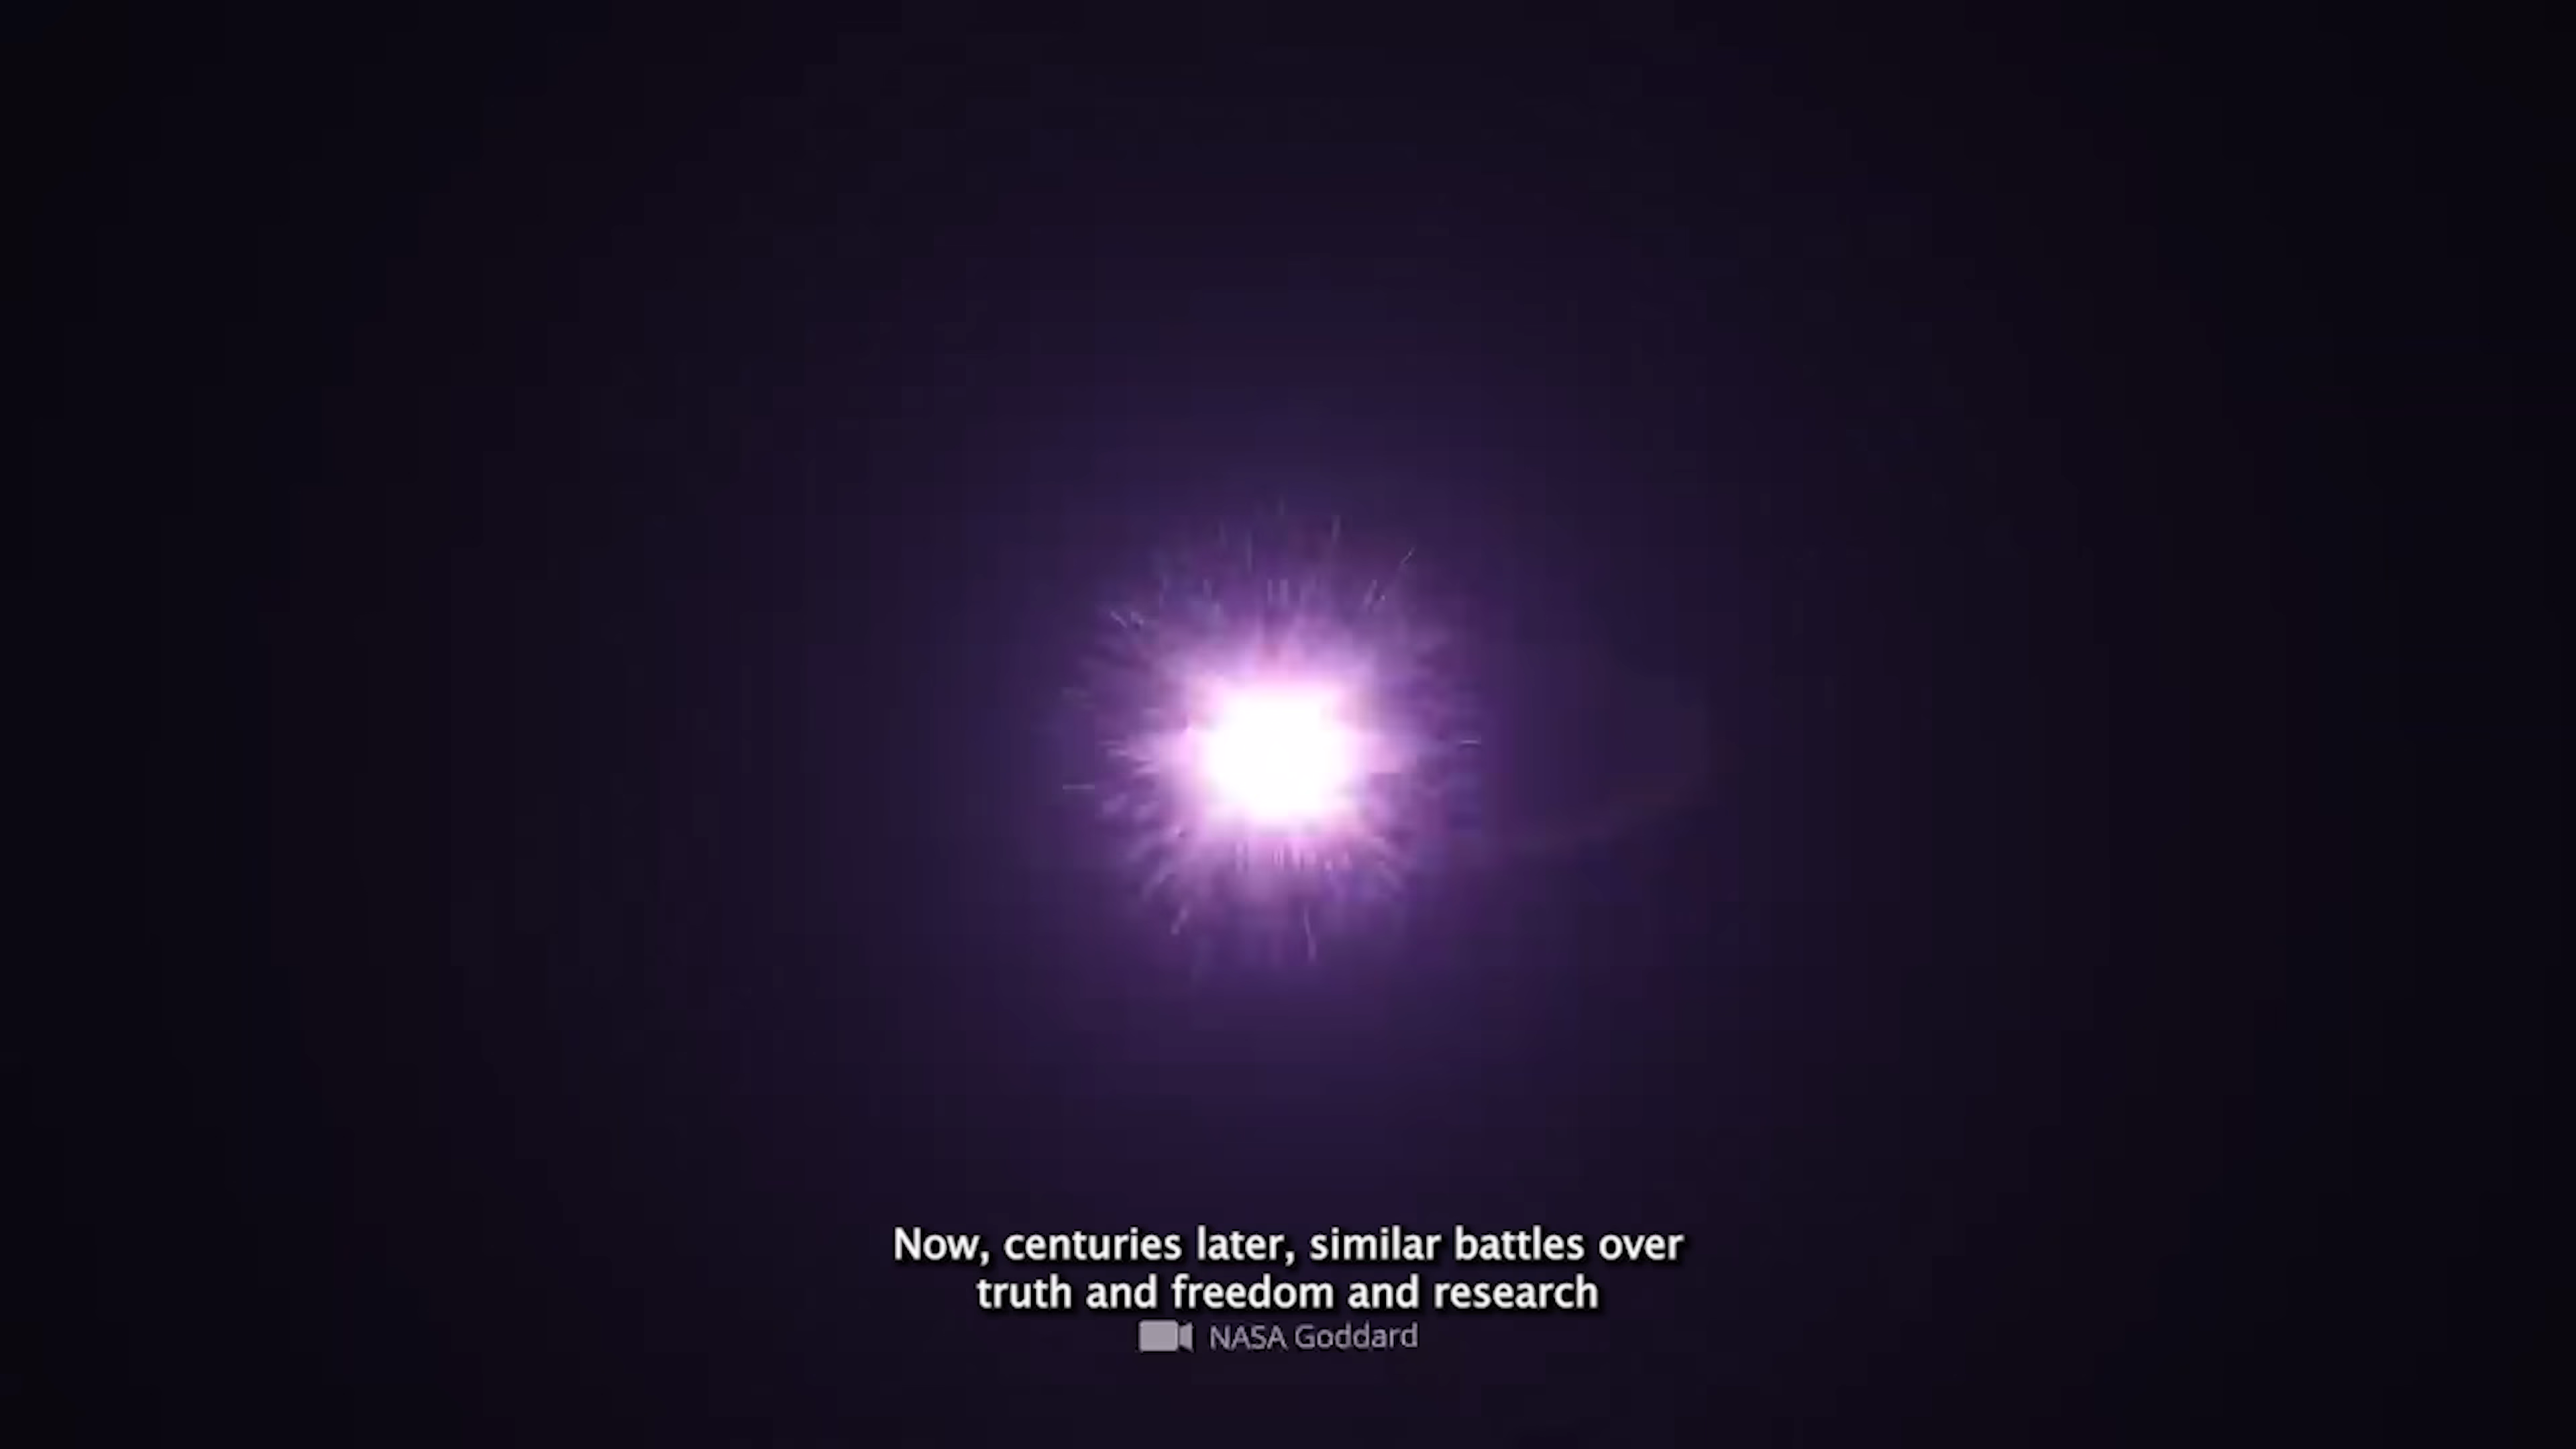 Now, centuries later, similar battles over
truth and freedom and research
NASA Goddard